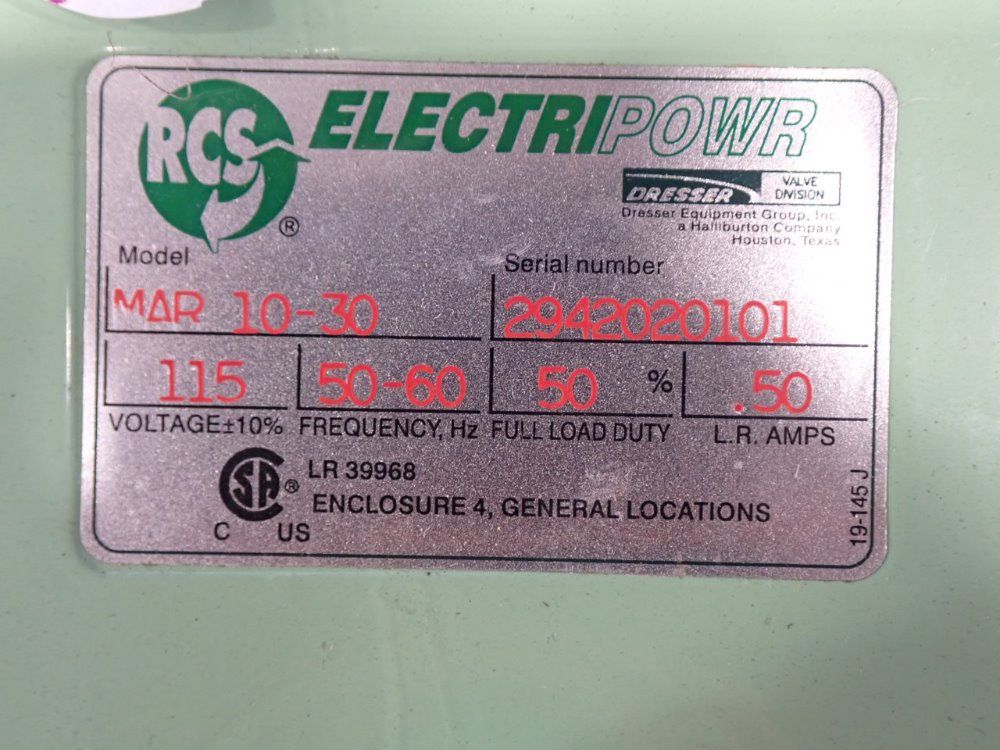 RCS ELECTRIPOWR
®
DRESSER VALVE DIVISION
Dresser Equipment Group, Inc.
a Halliburton Company
Houston, Texas
Model Serial number
MAR 10-30 2942020101
115 50-60 50 % .50
VOLTAGE±10% FREQUENCY, Hz FULL LOAD DUTY L.R. AMPS
SA ® LR 39968
ENCLOSURE 4, GENERAL LOCATIONS
C US
19-145 J